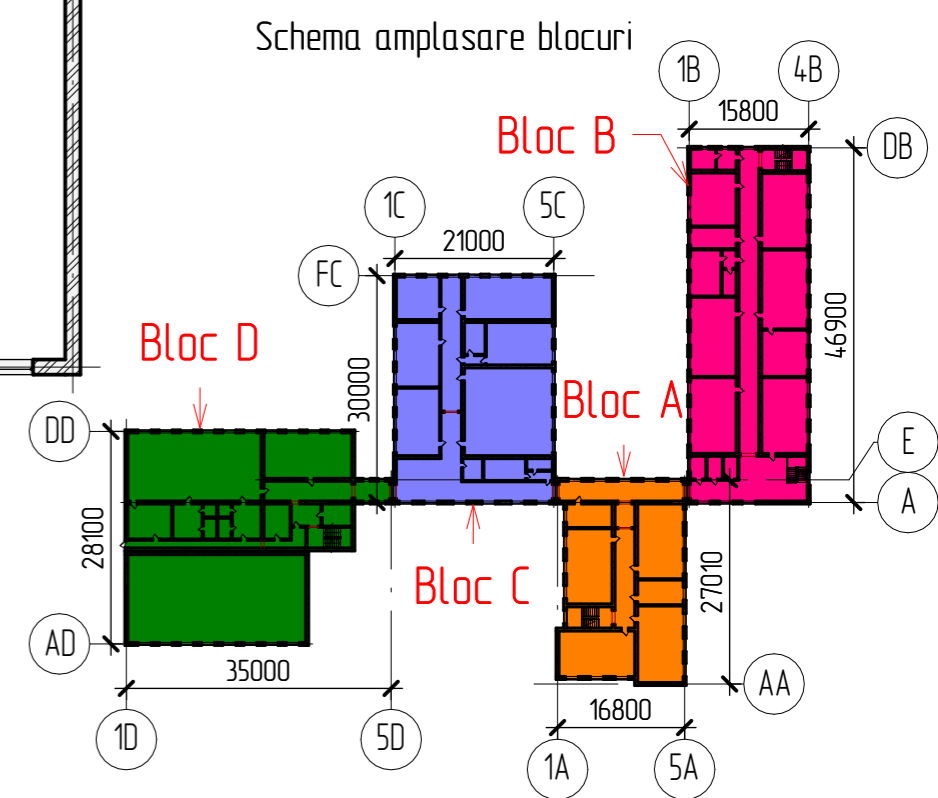 Schema amplasare blocuri
1B
4B
15800
Bloc B
DB
1C
5C
21000
FC
46900
Bloc D
30000
Bloc A
DD
E
A
28100
Bloc C
27010
AD
35000
AA
16800
1D
5D
1A
5A